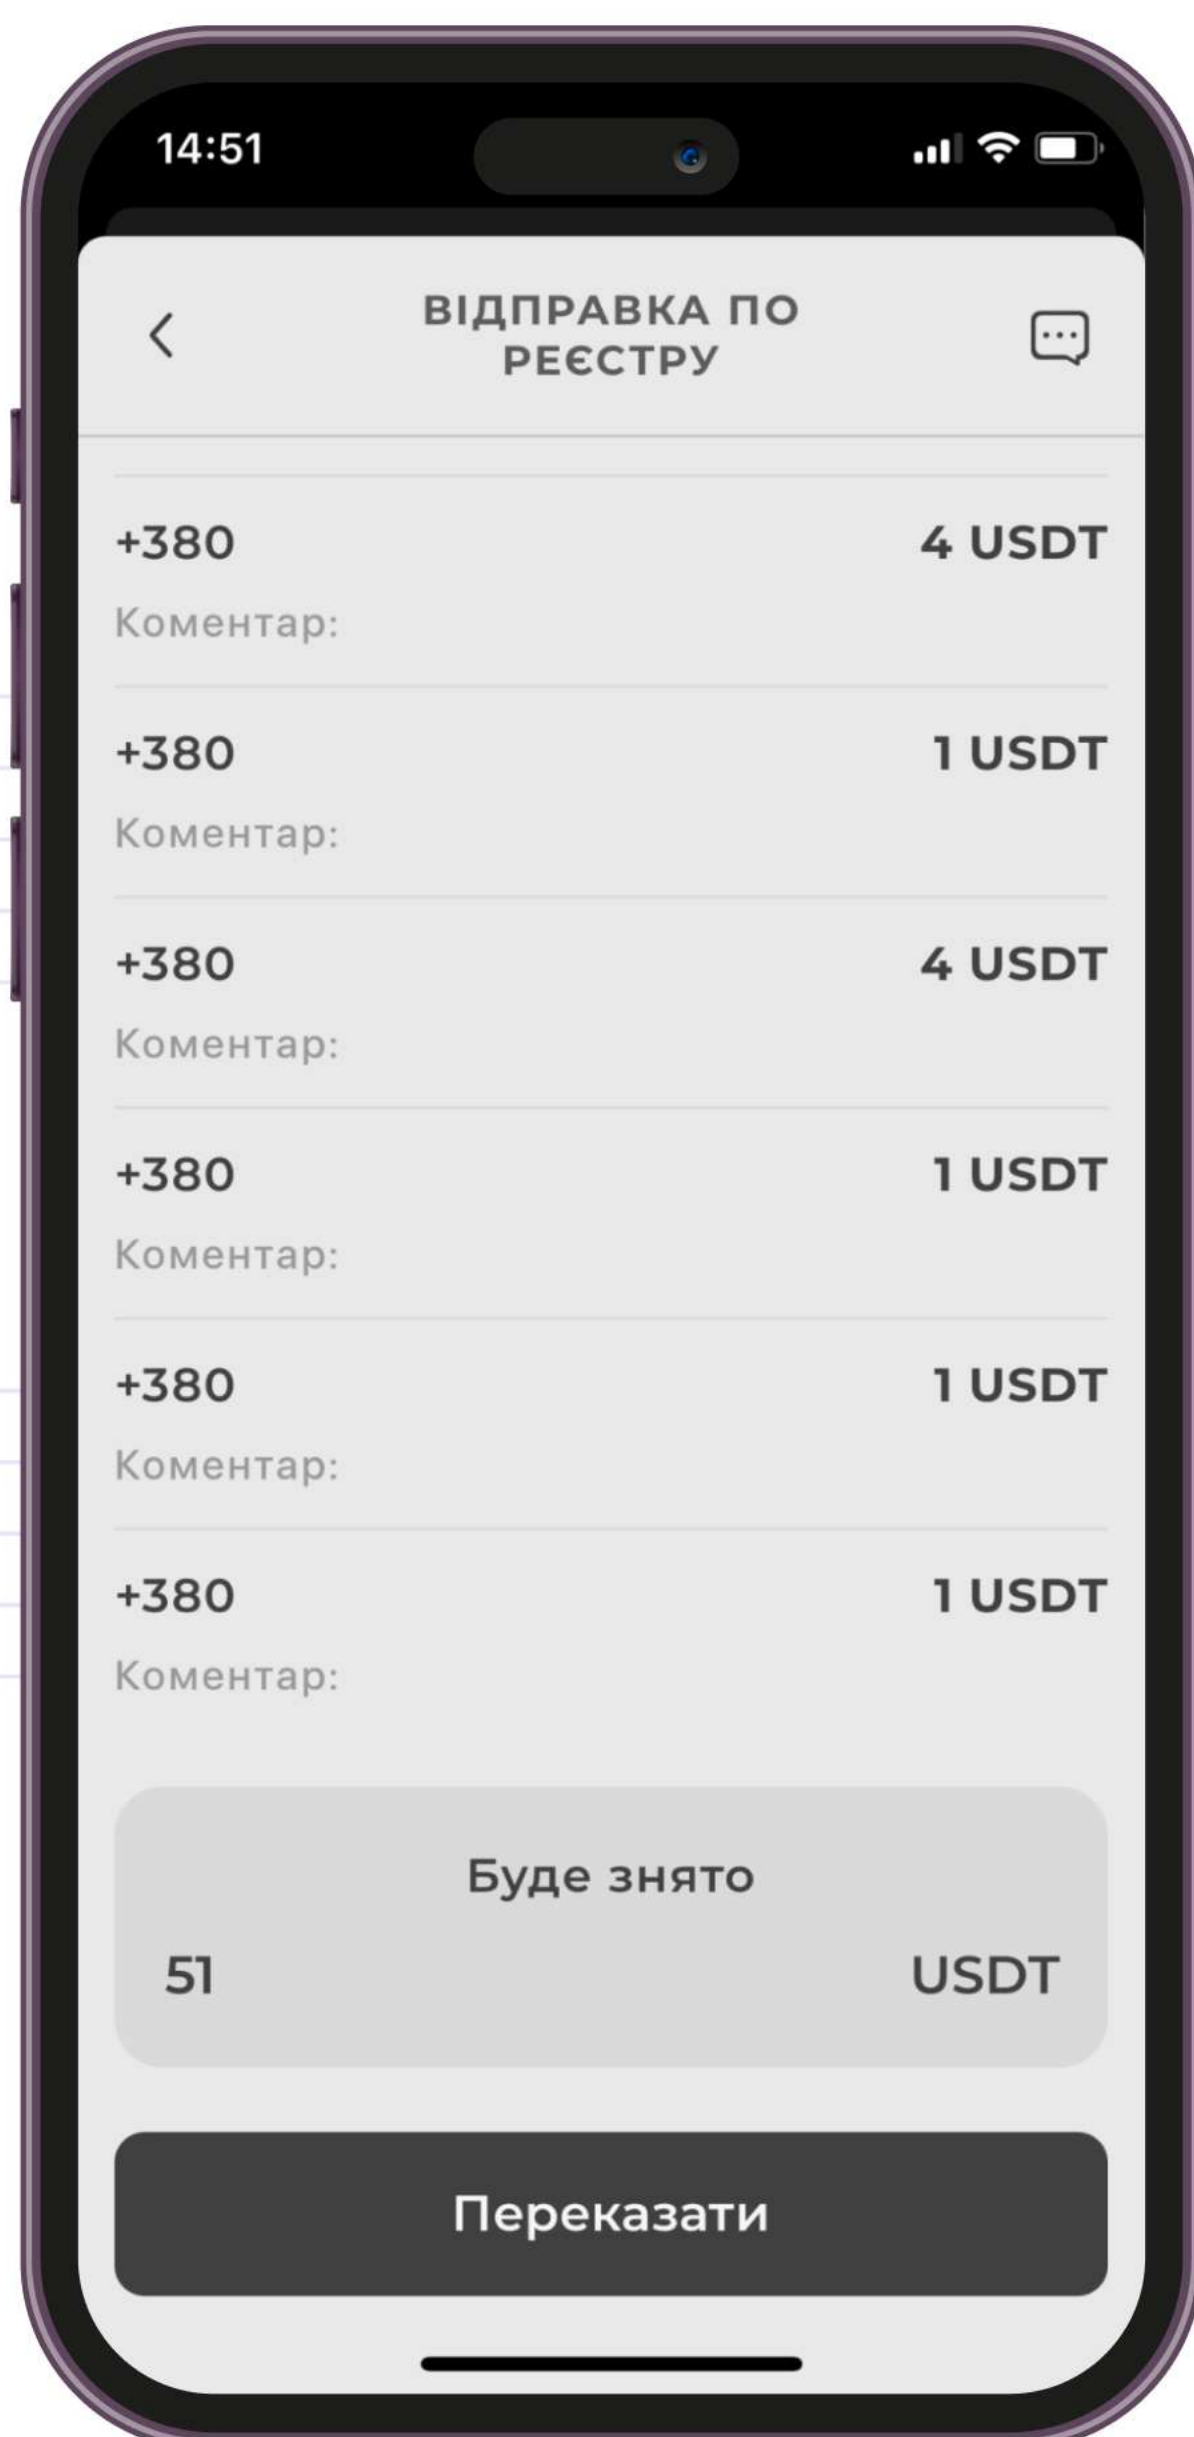 14:51
ВІДПРАВКА ПО
РЕЄСТРУ
+380 4 USDT
Коментар:
+380 1 USDT
Коментар:
+380 4 USDT
Коментар:
+380 1 USDT
Коментар:
+380 1 USDT
Коментар:
+380 1 USDT
Коментар:
Буде знято
51 USDT
Переказати